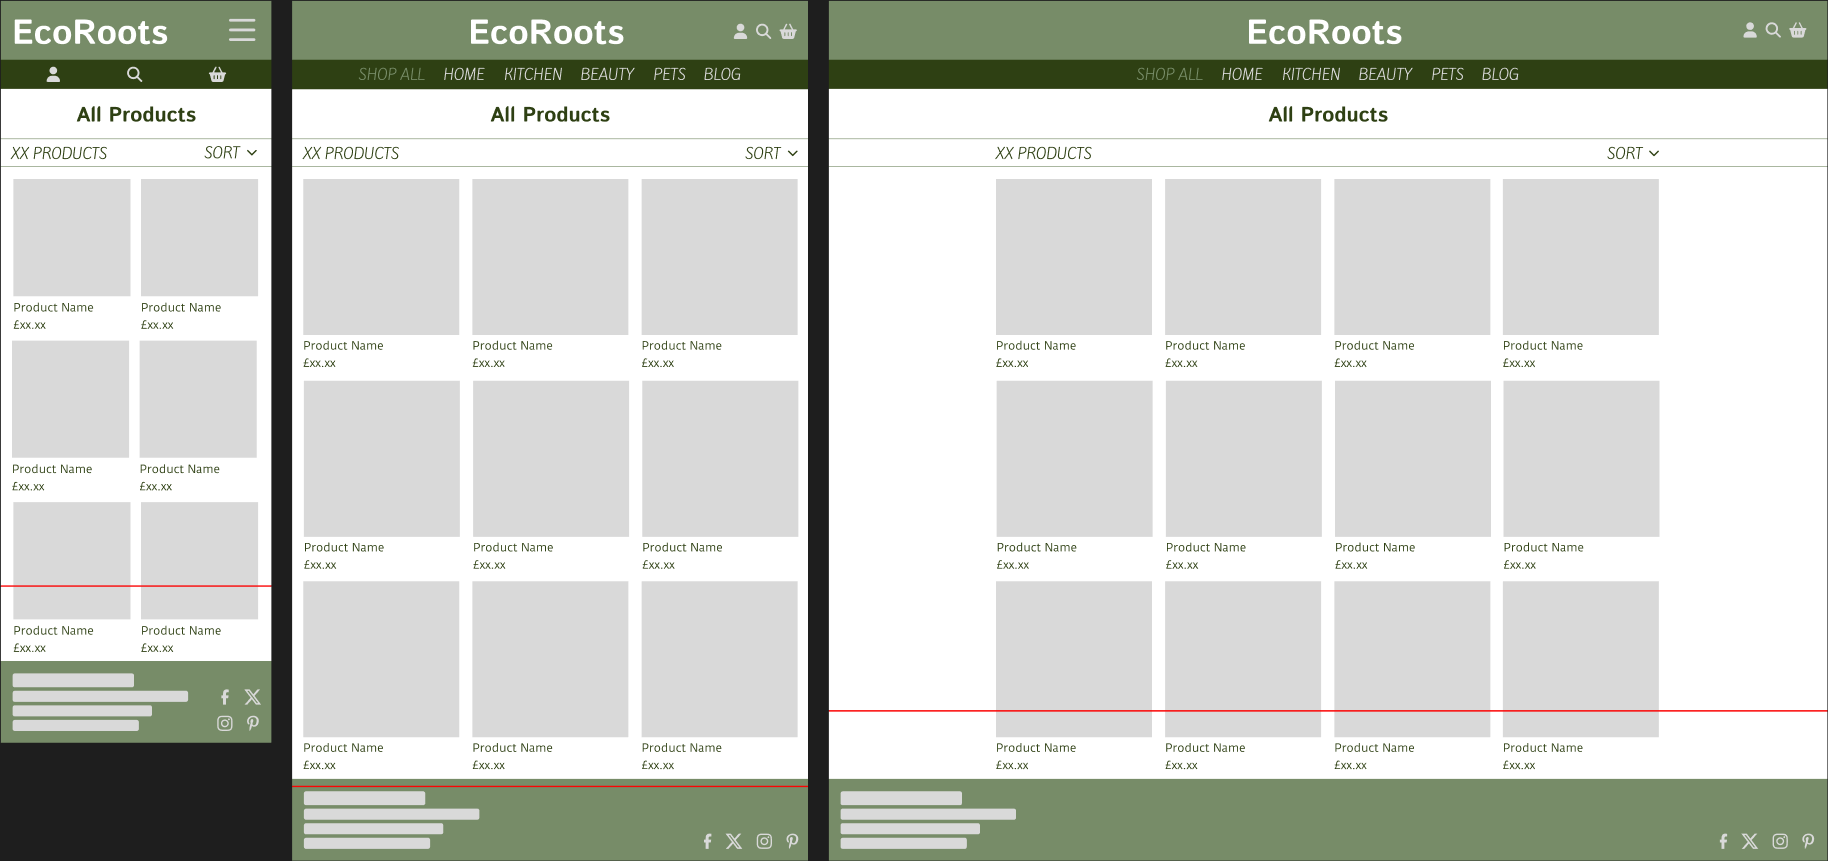 EcoRoots
All Products
XX PRODUCTS SORT
Product Name Product Name
£xx.xx £xx.xx
Product Name Product Name
£xx.xx £xx.xx
Product Name Product Name
£xx.xx £xx.xx
EcoRoots
SHOP ALL HOME KITCHEN BEAUTY PETS BLOG
All Products
XX PRODUCTS SORT
Product Name Product Name Product Name
£xx.xx £xx.xx £xx.xx
Product Name Product Name Product Name
£xx.xx £xx.xx £xx.xx
Product Name Product Name Product Name
£xx.xx £xx.xx £xx.xx
EcoRoots
SHOP ALL HOME KITCHEN BEAUTY PETS BLOG
All Products
XX PRODUCTS SORT
Product Name Product Name Product Name Product Name
£xx.xx £xx.xx £xx.xx £xx.xx
Product Name Product Name Product Name Product Name
£xx.xx £xx.xx £xx.xx £xx.xx
Product Name Product Name Product Name Product Name
£xx.xx £xx.xx £xx.xx £xx.xx